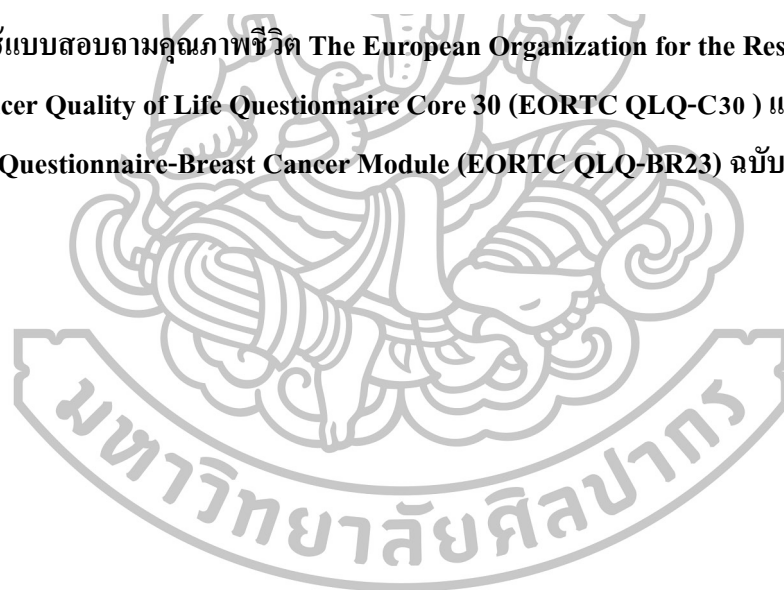 แบบสอบถามคุณภาพชีวิต The European Organization for the Res
cer Quality of Life Questionnaire Core 30 (EORTC QLQ-C30 )
Questionnaire-Breast Cancer Module (EORTC QLQ-BR23) ฉบับ
มหาวิทยาลัยศิลปากร